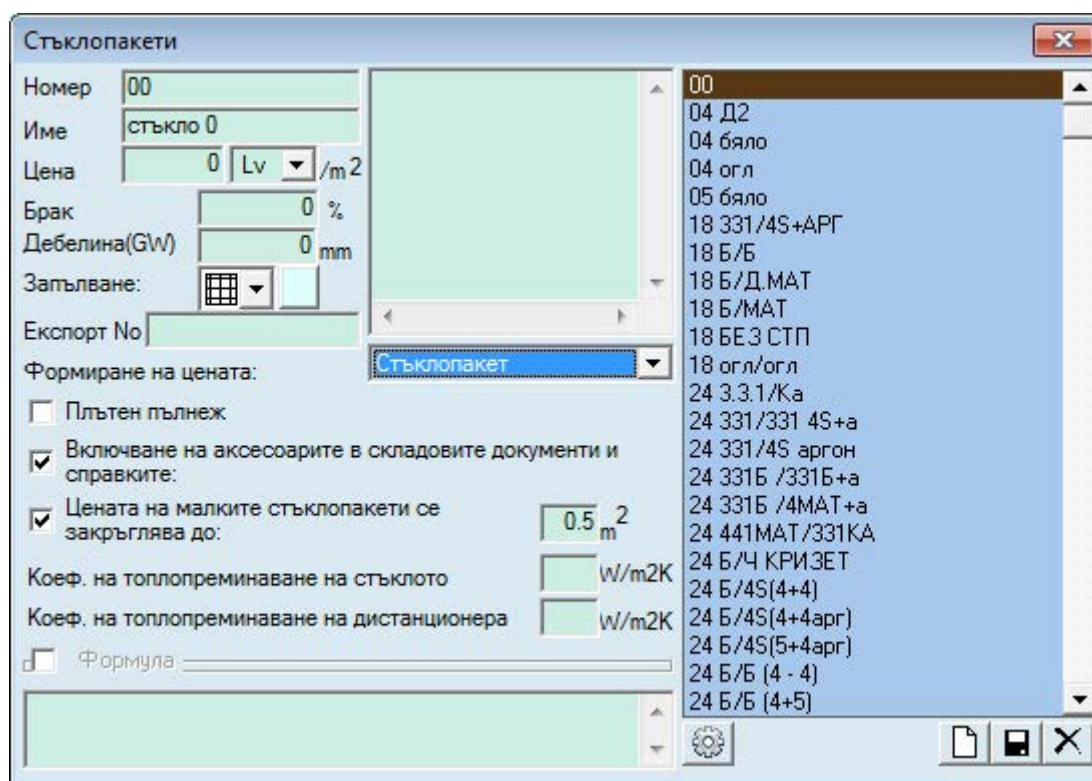 Стъклопакети
Номер 00
Име стъкло 0
Цена 0 Lv /m2
Брак 0 %
Дебелина(GW) 0 mm
Запълване:
Експорт No
Формиране на цената: Стъклопакет
Плътен пълнеж
Включване на аксесоарите в складовите документи и
справките:
Цената на малките стъклопакети се
закръглява до: 0.5 m2
Коеф. на топлопреминаване на стъклото W/m2K
Коеф. на топлопреминаване на дистанционера W/m2K
Формула
00
04 Д2
04 бяло
04 огл
05 бяло
18 331/4S+АРГ
18 Б/Б
18 Б/Д.МАТ
18 Б/МАТ
18 БЕЗ СТП
18 огл/огл
24 3.3.1/Ка
24 331/331 4S+a
24 331/4S аргон
24 331Б /331Б+а
24 331Б /4МАТ+а
24 441МАТ/331КА
24 Б/Ч КРИЗЕТ
24 Б/4S(4+4)
24 Б/4S(4+4арг)
24 Б/4S(5+4арг)
24 Б/Б (4 - 4)
24 Б/Б (4+5)